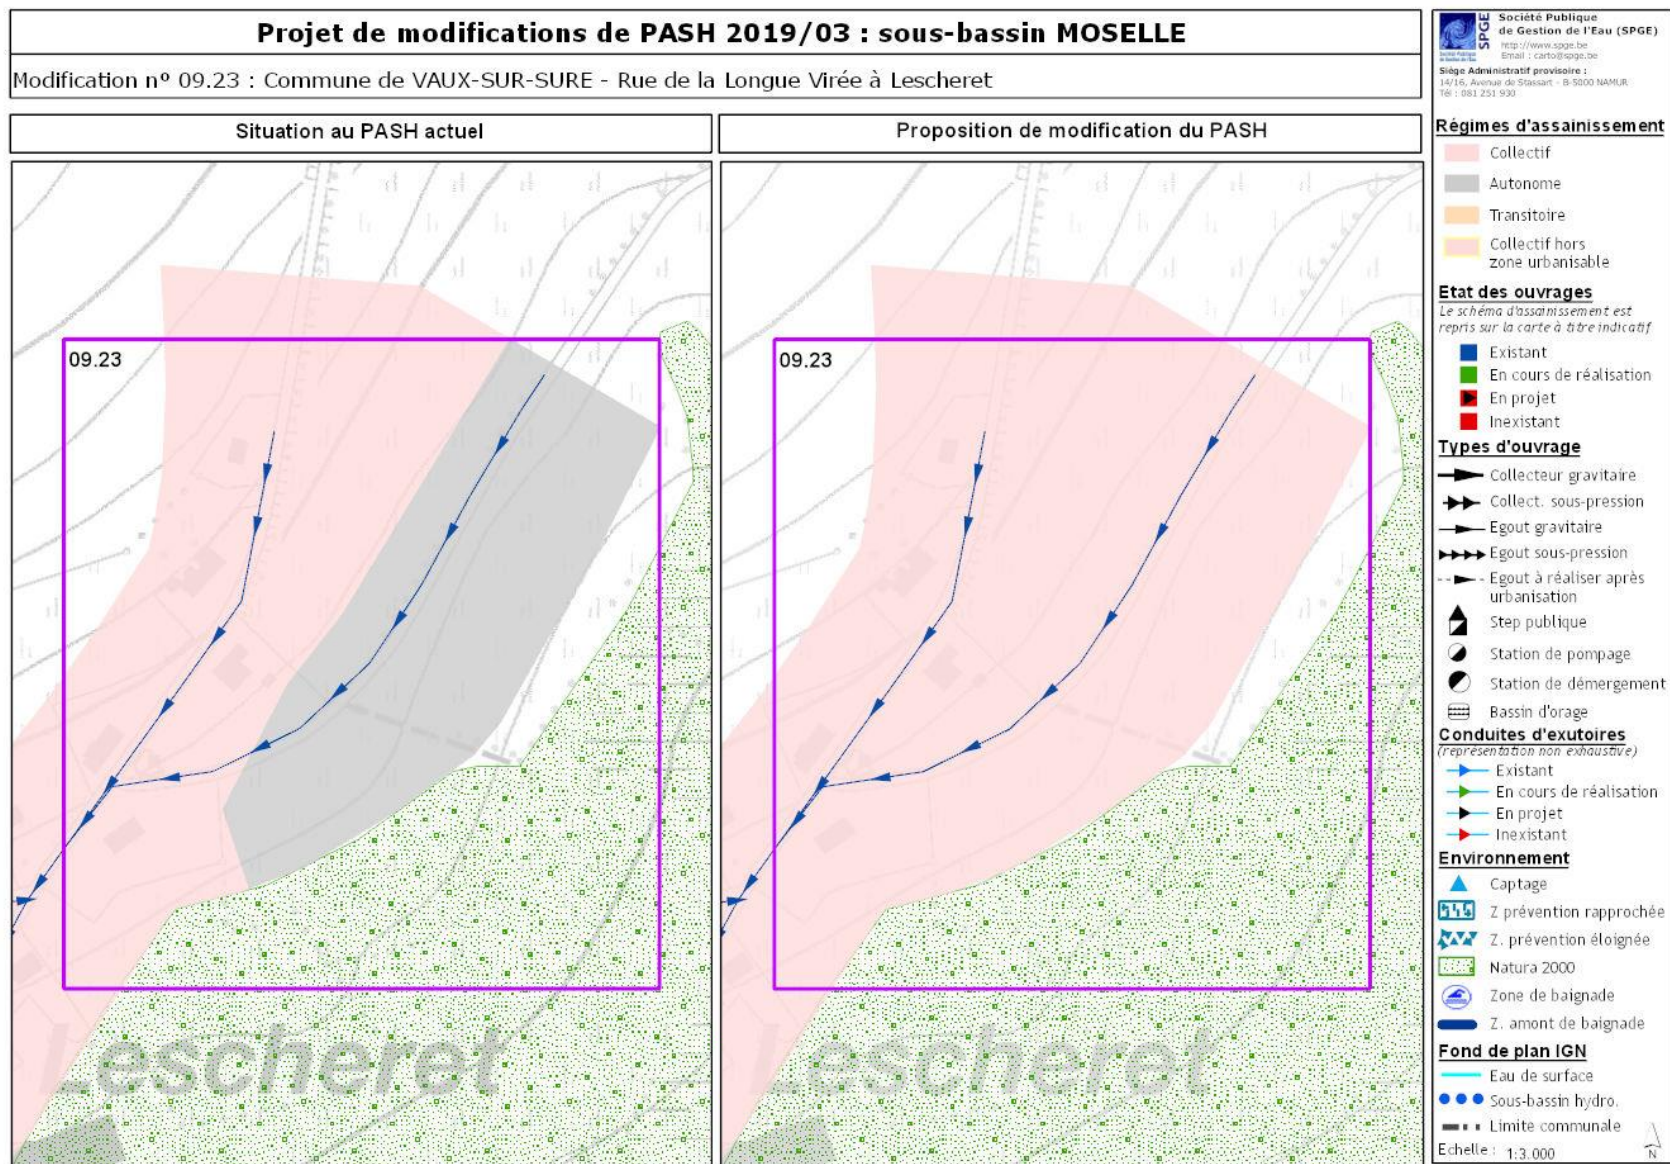 Projet de modifications de PASH 2019/03 : sous-bassin MOSELLE
Modification nº 09.23 : Commune de VAUX-SUR-SURE - Rue de la Longue Virée à Lescheret
Situation au PASH actuel
Proposition de modification du PASH
09.23
Lescheret
09.23
Lescheret
SPGE
Société Publique
de Gestion de l'Eau (SPGE)
http://www.spge.be
Email : carto@spge.be
Siège Administratif provisoire :
14/16, Avenue de Stassart - B-5000 NAMUR
Tél : 081 251 930
Régimes d'assainissement
Collectif
Autonome
Transitoire
Collectif hors
zone urbanisable
Etat des ouvrages
Le schéma d'assainissement est
repris sur la carte à titre indicatif
Existant
En cours de réalisation
En projet
Inexistant
Types d'ouvrage
Collecteur gravitaire
Collect. sous-pression
Egout gravitaire
Egout sous-pression
Egout à réaliser après
urbanisation
Step publique
Station de pompage
Station de démergement
Bassin d'orage
Conduites d'exutoires
(représentation non exhaustive)
Existant
En cours de réalisation
En projet
Inexistant
Environnement
Captage
Z prévention rapprochée
Z. prévention éloignée
Natura 2000
Zone de baignade
Z. amont de baignade
Fond de plan IGN
Eau de surface
Sous-bassin hydro.
Limite communale
Echelle : 1:3.000
N